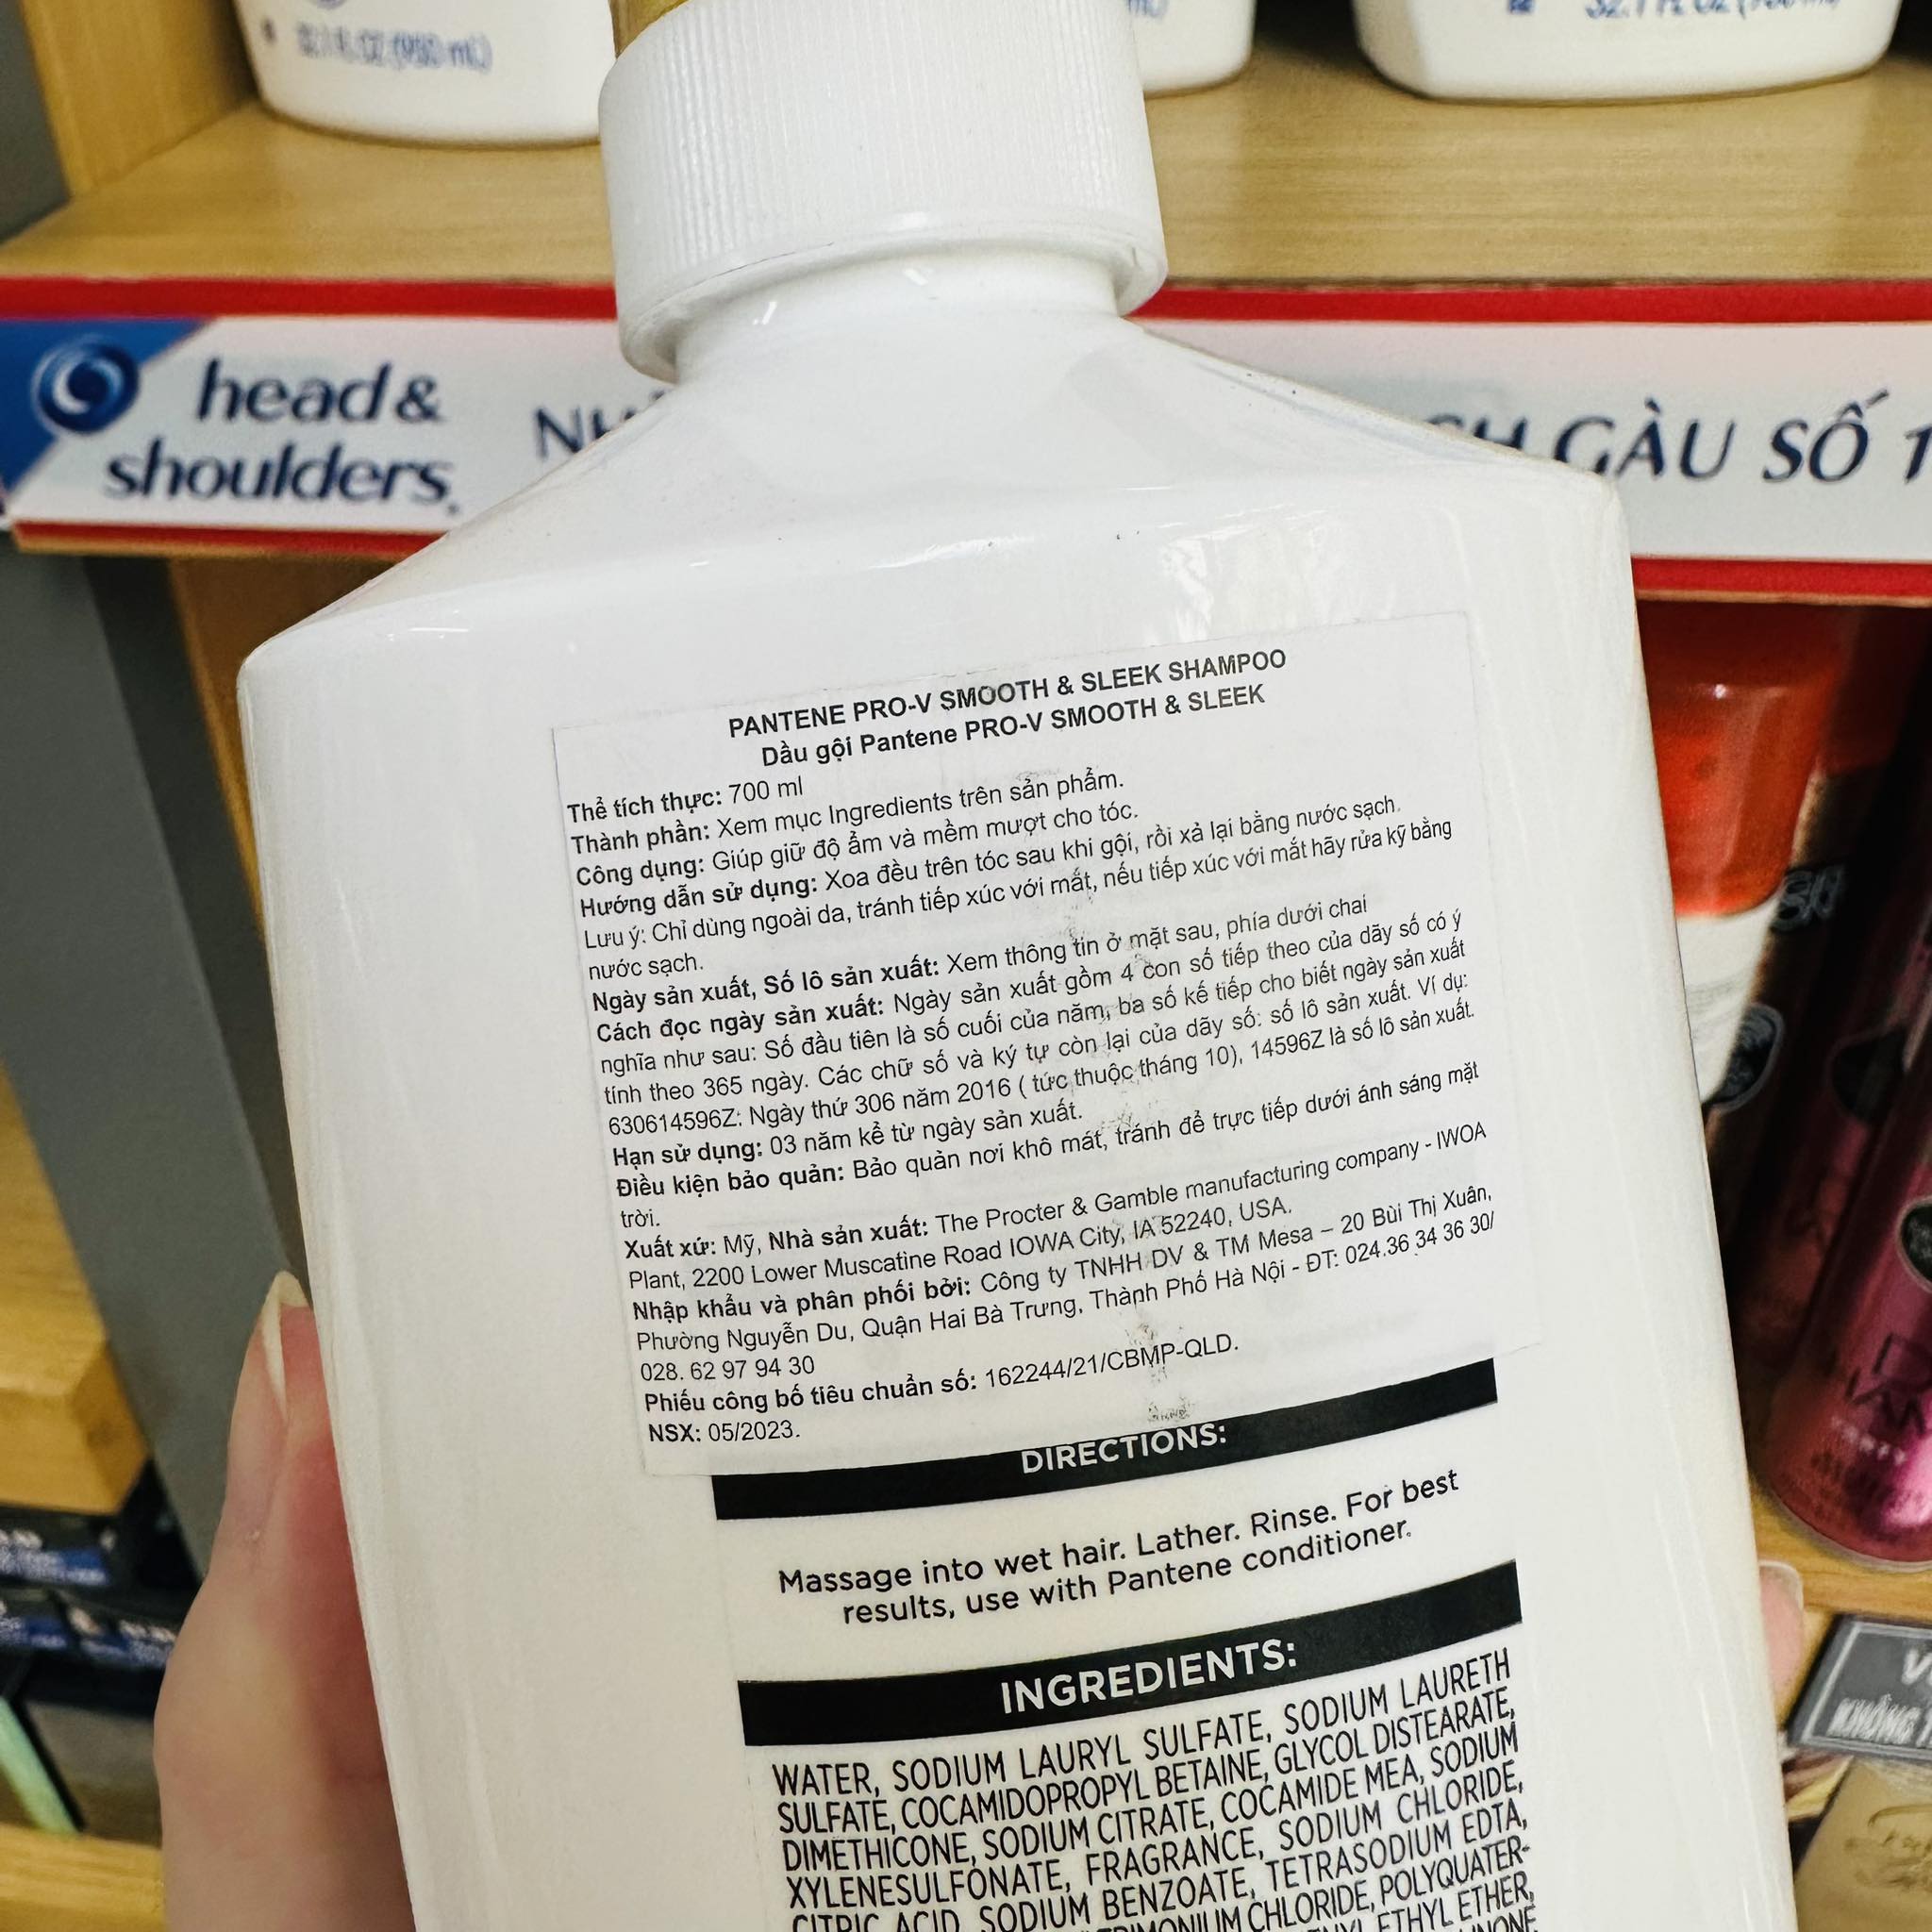 32.1 FL OZ (950 mL)
head &
shoulders
GÀU SỐ 1
PANTENE PRO-V SMOOTH & SLEEK SHAMPOO
Dầu gội Pantene PRO-V SMOOTH & SLEEK
Thể tích thực: 700 ml
Thành phần: Xem mục Ingredients trên sản phẩm.
Công dụng: Giúp giữ độ ẩm và mềm mượt cho tóc.
Hướng dẫn sử dụng: Xoa đều trên tóc sau khi gội, rồi xả lại bằng nước sạch.
Lưu ý: Chỉ dùng ngoài da, tránh tiếp xúc với mắt, nếu tiếp xúc với mắt hãy rửa kỹ bằng
nước sạch.
Ngày sản xuất, Số lô sản xuất: Xem thông tin ở mặt sau, phía dưới chai
Cách đọc ngày sản xuất: Ngày sản xuất gồm 4 con số tiếp theo của dãy số có ý
nghĩa như sau: Số đầu tiên là số cuối của năm, ba số kế tiếp cho biết ngày sản xuất
tính theo 365 ngày. Các chữ số và ký tự còn lại của dãy số: số lô sản xuất. Ví dụ:
630614596Z: Ngày thứ 306 năm 2016 ( tức thuộc tháng 10), 14596Z là số lô sản xuất.
Hạn sử dụng: 03 năm kể từ ngày sản xuất.
Điều kiện bảo quản: Bảo quản nơi khô mát, tránh để trực tiếp dưới ánh sáng mặt
trời.
Xuất xứ: Mỹ, Nhà sản xuất: The Procter & Gamble manufacturing company - IWOA
Plant, 2200 Lower Muscatine Road IOWA City, IA 52240, USA.
Nhập khẩu và phân phối bởi: Công ty TNHH DV & TM Mesa – 20 Bùi Thị Xuân,
Phường Nguyễn Du, Quận Hai Bà Trưng, Thành Phố Hà Nội - ĐT: 024.36 34 36 30/
028. 62 97 94 30
Phiếu công bố tiêu chuẩn số: 162244/21/CBMP-QLD.
NSX: 05/2023.
DIRECTIONS:
Massage into wet hair. Lather. Rinse. For best
results, use with Pantene conditioner.
INGREDIENTS:
WATER, SODIUM LAURYL SULFATE, SODIUM LAURETH
SULFATE, COCAMIDOPROPYL BETAINE, GLYCOL DISTEARATE,
DIMETHICONE, SODIUM CITRATE, COCAMIDE MEA, SODIUM
XYLENESULFONATE, FRAGRANCE, SODIUM CHLORIDE,
CITRIC ACID, SODIUM BENZOATE, TETRASODIUM EDTA,
CHLORIDE, POLYQUATER-
ETHYL ETHER,